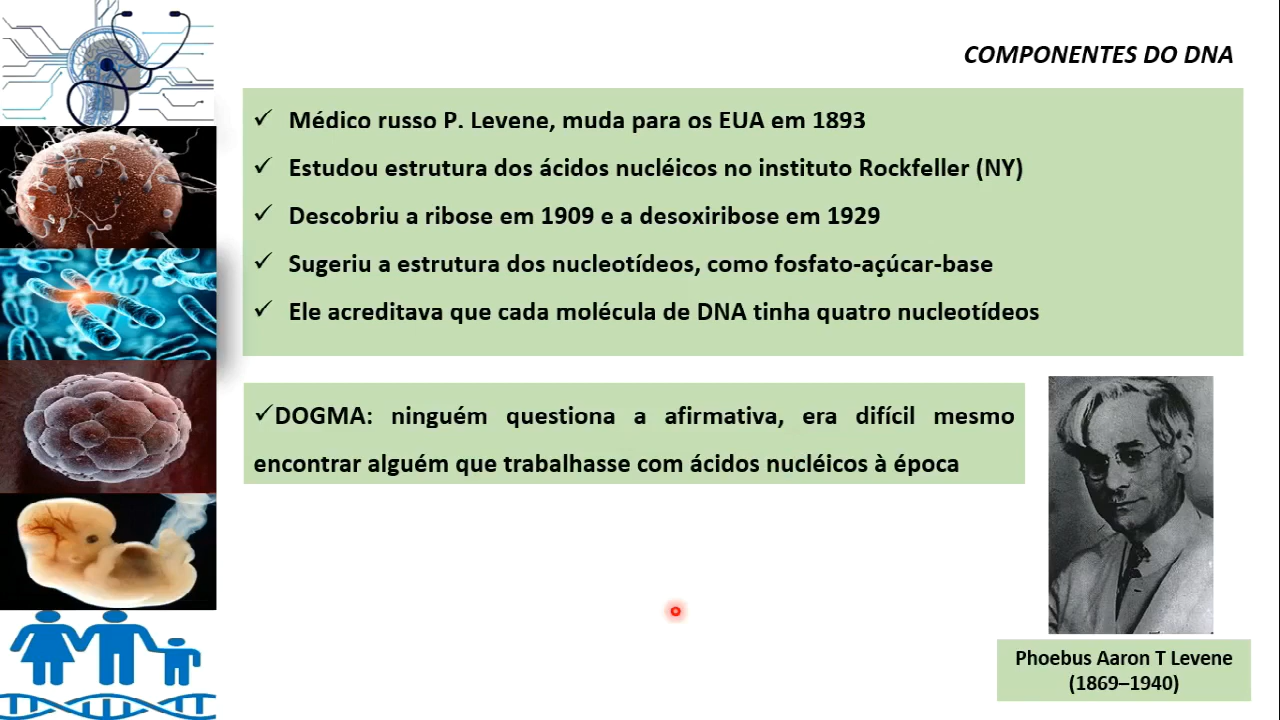 COMPONENTES DO DNA
✓ Médico russo P. Levene, muda para os EUA em 1893
✓ Estudou estrutura dos ácidos nucléicos no instituto Rockfeller (NY)
✓ Descobriu a ribose em 1909 e a desoxiribose em 1929
✓ Sugeriu a estrutura dos nucleotídeos, como fosfato-açúcar-base
✓ Ele acreditava que cada molécula de DNA tinha quatro nucleotídeos
✓DOGMA: ninguém questiona a afirmativa, era difícil mesmo
encontrar alguém que trabalhasse com ácidos nucléicos à época
Phoebus Aaron T Levene
(1869–1940)